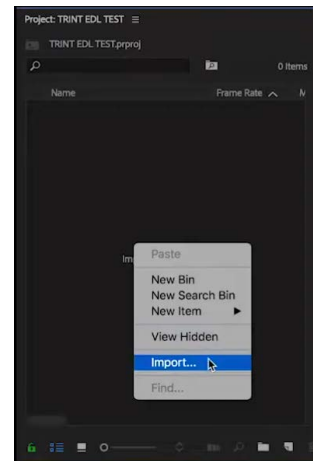 Project: TRINT EDL TEST
TRINT EDL TEST.prproj
0 Items
Name Frame Rate
Im
Paste
New Bin
New Search Bin
New Item
View Hidden
Import...
Find...